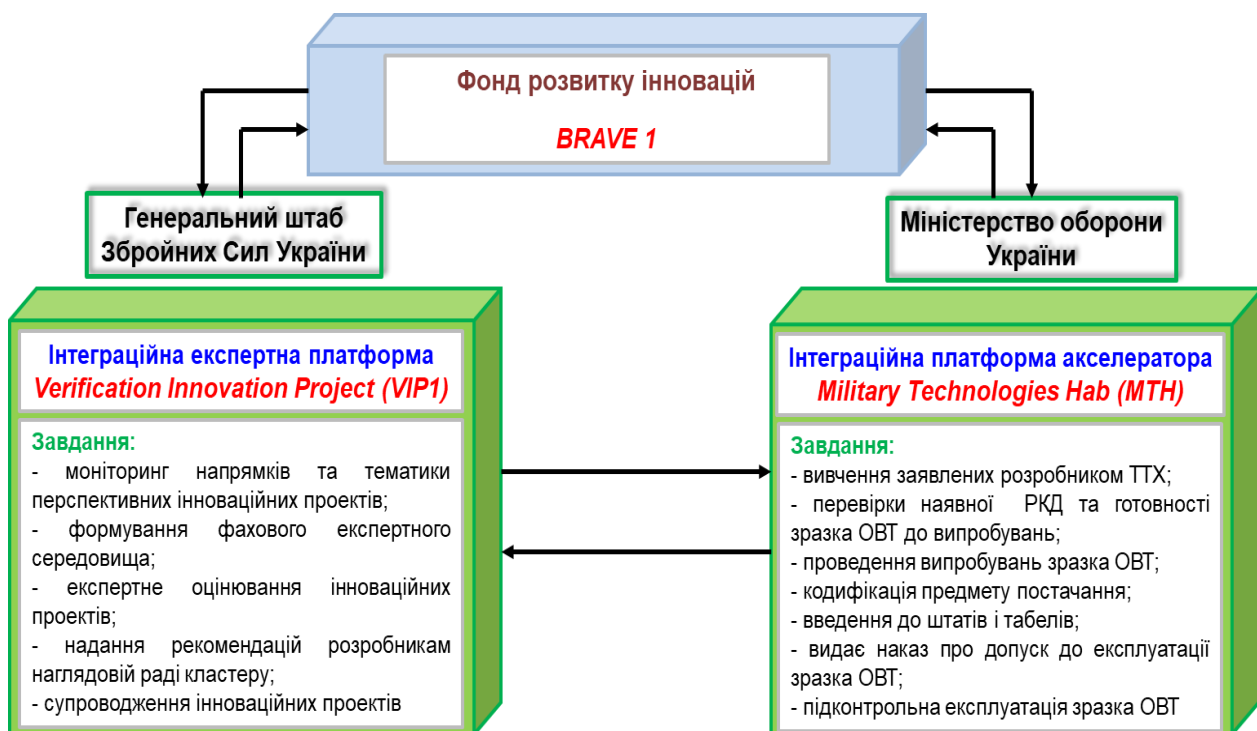 Фонд розвитку інновацій
BRAVE 1
Генеральний штаб
Збройних Сил України
Міністерство оборони
України
Інтеграційна експертна платформа
Verification Innovation Project (VIP1)
Завдання:
- моніторинг напрямків та тематики
перспективних інноваційних проектів;
- формування фахового експертного
середовища;
- експертне оцінювання інноваційних
проектів;
- надання рекомендацій розробникам
наглядовій раді кластеру;
- супроводження інноваційних проектів
Інтеграційна платформа акселератора
Military Technologies Hab (MTH)
Завдання:
- вивчення заявлених розробником ТТХ;
- перевірки наявної РКД та готовності
зразка ОВТ до випробувань;
- проведення випробувань зразка ОВТ;
- кодифікація предмету постачання;
- введення до штатів і табелів;
- видає наказ про допуск до експлуатації
зразка ОВТ;
- підконтрольна експлуатація зразка ОВТ